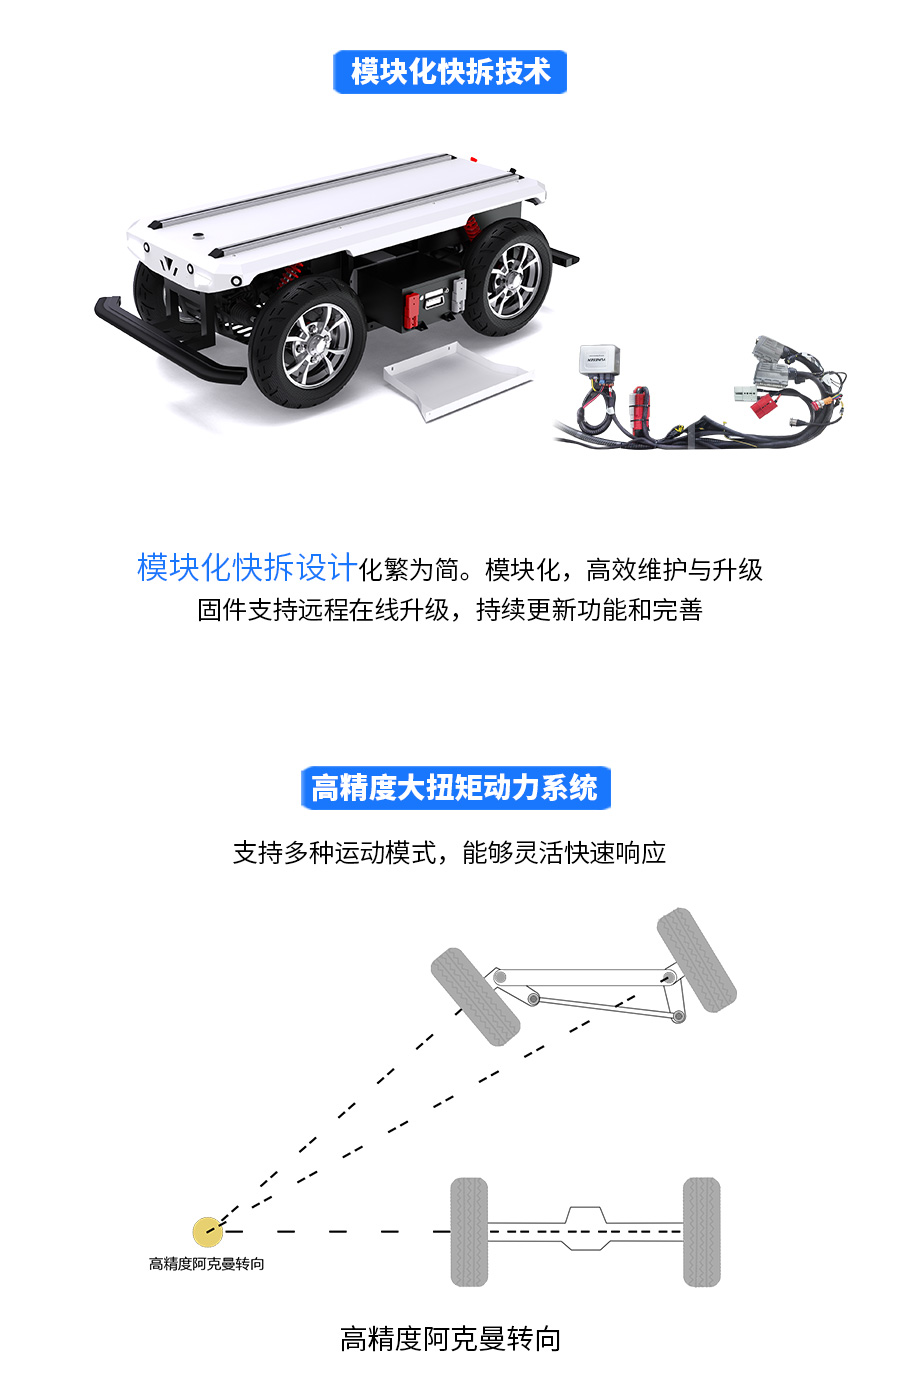 模块化快拆技术
模块化快拆设计化繁为简。模块化，高效维护与升级
固件支持远程在线升级，持续更新功能和完善
高精度大扭矩动力系统
支持多种运动模式，能够灵活快速响应
高精度阿克曼转向
高精度阿克曼转向